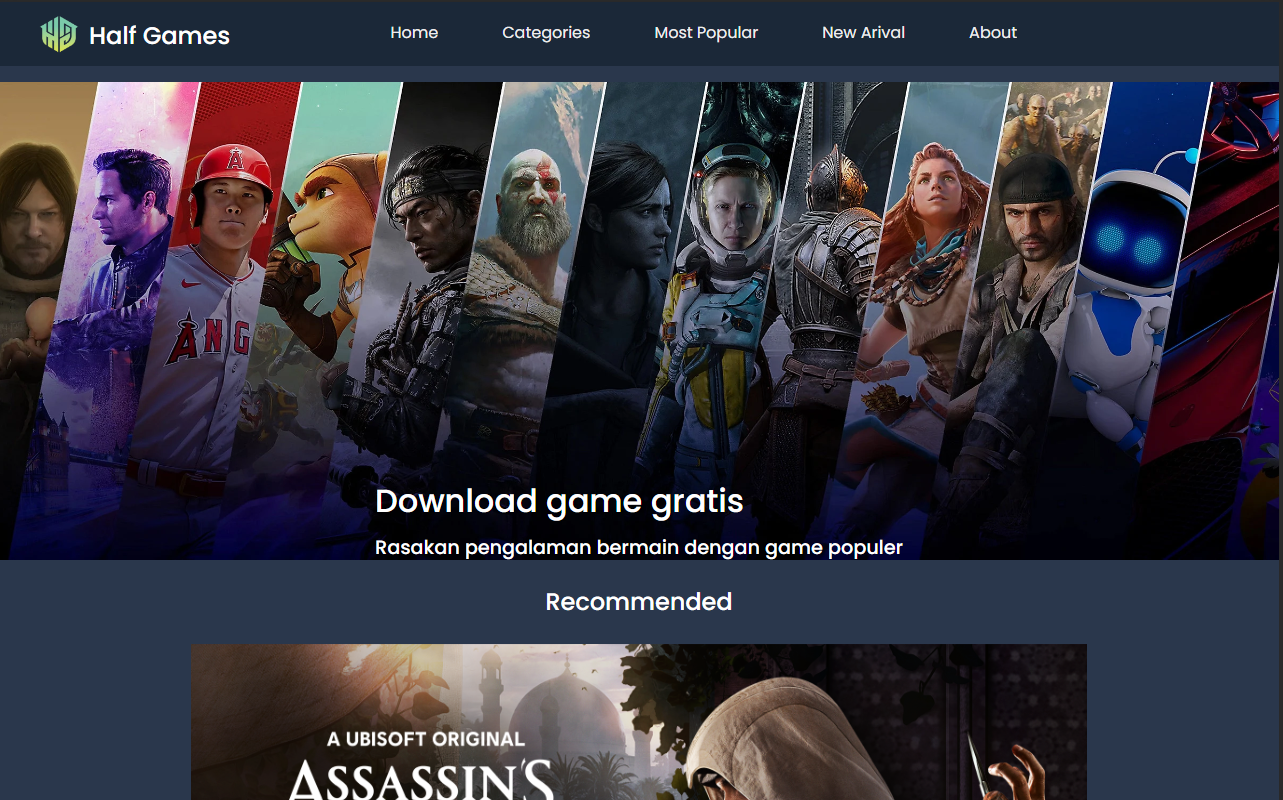 Half Games
Home
Categories
Most Popular
New Arival
About
A
ANG
Download game gratis
Rasakan pengalaman bermain dengan game populer
Recommended
A UBISOFT ORIGINAL
ASSASSIN'S